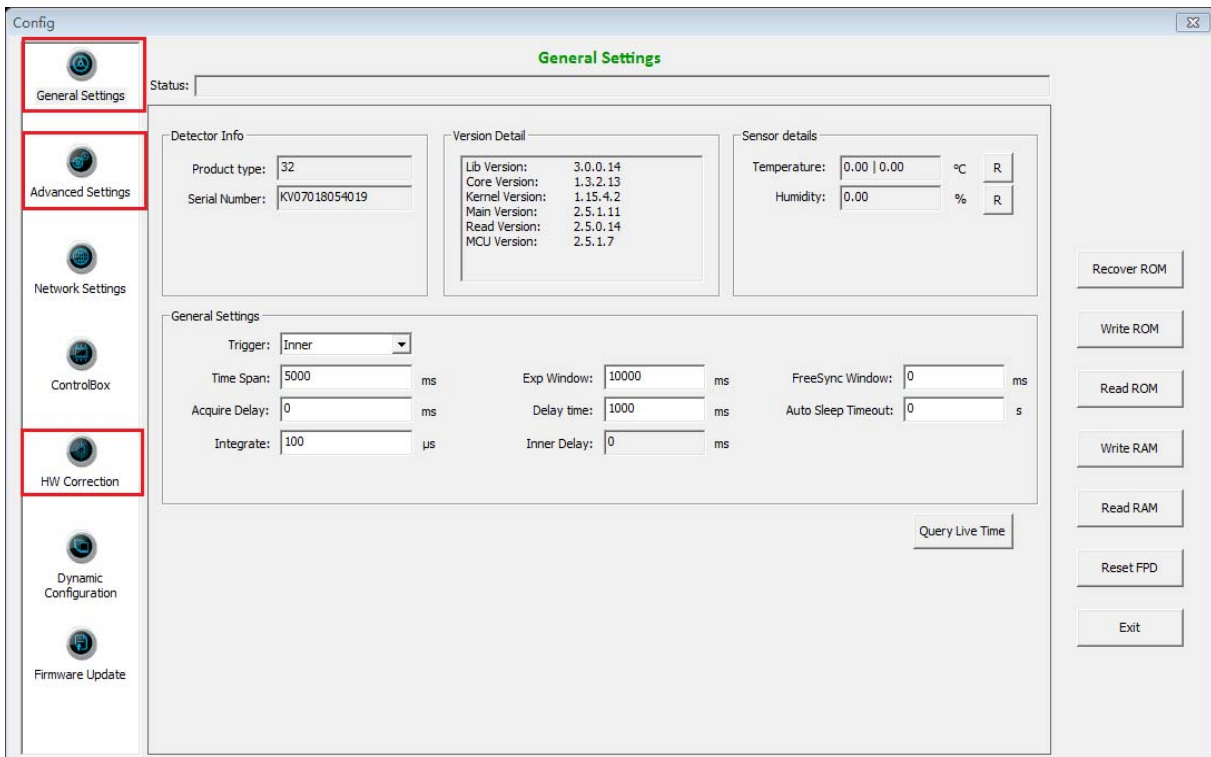 Config
General Settings
Advanced Settings
Network Settings
ControlBox
HW Correction
Dynamic
Configuration
Firmware Update
General Settings
Status:
Detector Info
Product type: 32
Serial Number: KV07018054019
Version Detail
Lib Version: 3.0.0.14
Core Version: 1.3.2.13
Kernel Version: 1.15.4.2
Main Version: 2.5.1.11
Read Version: 2.5.0.14
MCU Version: 2.5.1.7
Sensor details
Temperature: 0.00 | 0.00 ºC R
Humidity: 0.00 % R
General Settings
Trigger: Inner
Time Span: 5000 ms Exp Window: 10000 ms FreeSync Window: 0 ms
Acquire Delay: 0 ms Delay time: 1000 ms Auto Sleep Timeout: 0 s
Integrate: 100 µs Inner Delay: 0 ms
Query Live Time
Recover ROM
Write ROM
Read ROM
Write RAM
Read RAM
Reset FPD
Exit